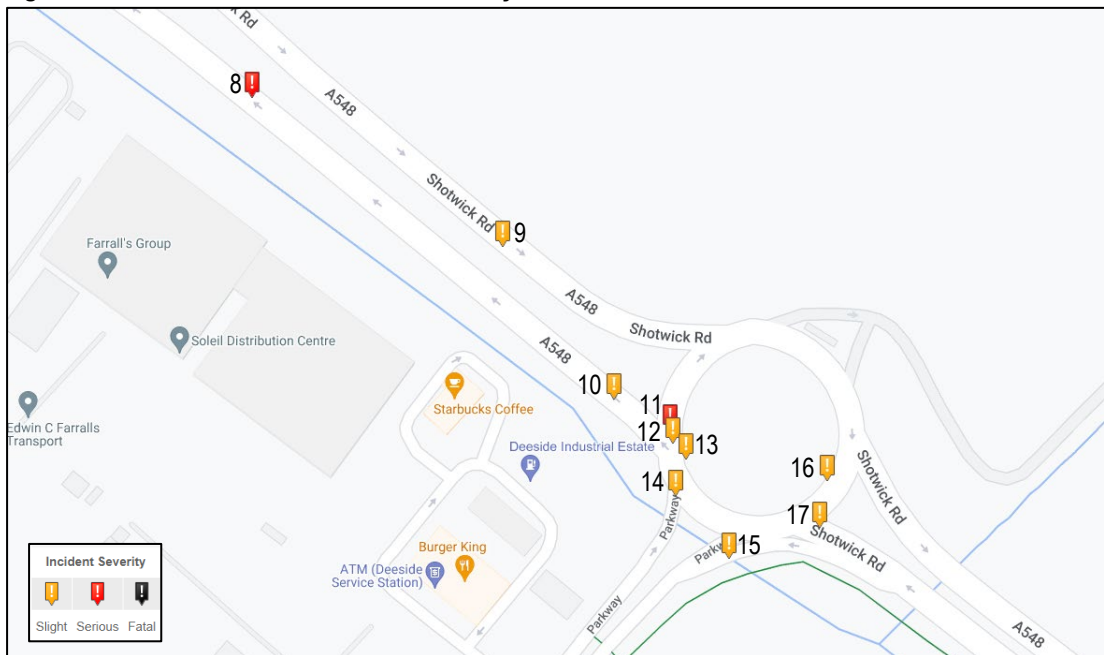 k Rd
8
A548
Shotwick Rd
9
Farrall's Group
A548
Shotwick Rd
Soleil Distribution Centre
A548
10
11
Starbucks Coffee
12
13
Edwin C Farralls
Transport
Deeside Industrial Estate
14
16
Shotwick Rd
Parkway
17
Shotwick Rd
15
Burger King
ATM (Deeside
Service Station)
Parkway
A548
Incident Severity
Slight Serious Fatal